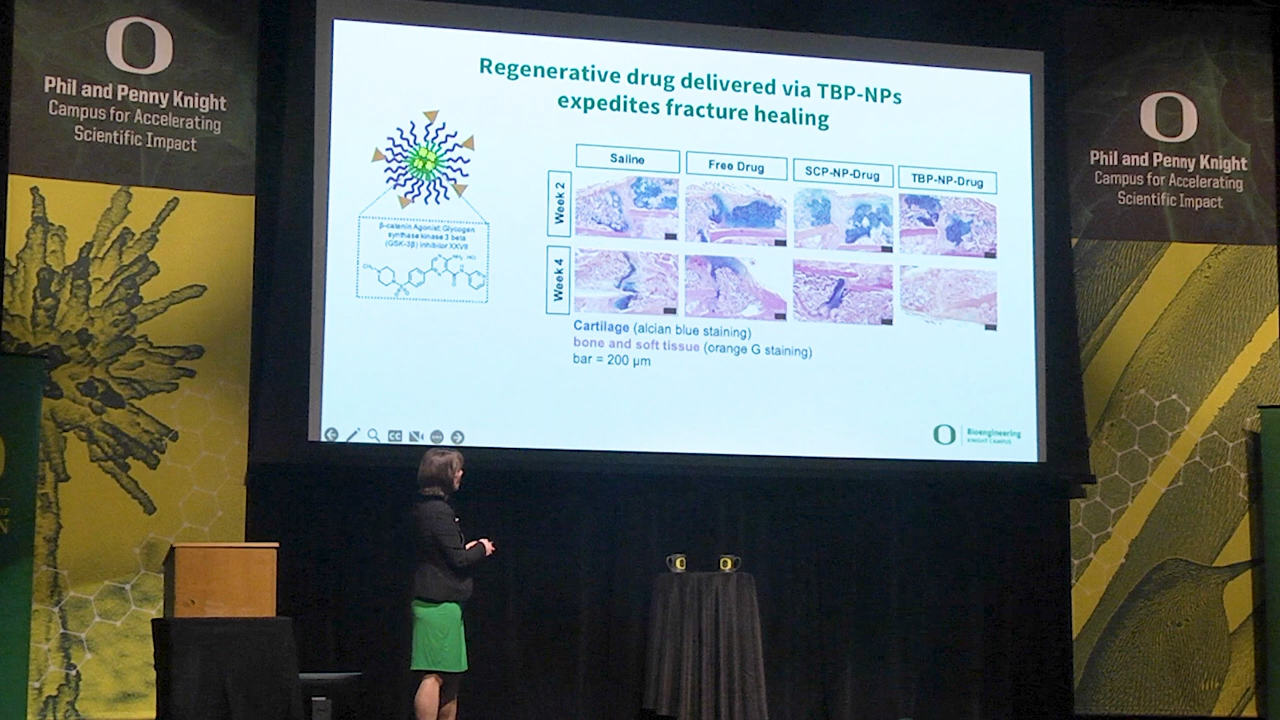 O
Phil and Penny Knight
Campus for Accelerating
Scientific Impact
Regenerative drug delivered via TBP-NPs
expedites fracture healing
β-catenin Agonist: Glycogen
synthase kinase 3 beta
(GSK-3β) inhibitor XXVII
Saline
Free Drug
SCP-NP-Drug
TBP-NP-Drug
Week 2
Week 4
Cartilage (alcian blue staining)
bone and soft tissue (orange G staining)
bar = 200 µm
CC
O
Bioengineering
KNIGHT CAMPUS
O
Phil and Penny Knight
Campus for Accelerating
Scientific Impact